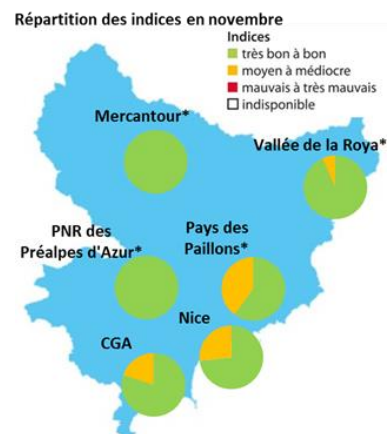 Répartition des indices en novembre
Indices
très bon à bon
moyen à médiocre
mauvais à très mauvais
indisponible
Mercantour*
Vallée de la Roya*
PNR des
Préalpes d'Azur*
Pays des
Paillons*
Nice
CGA